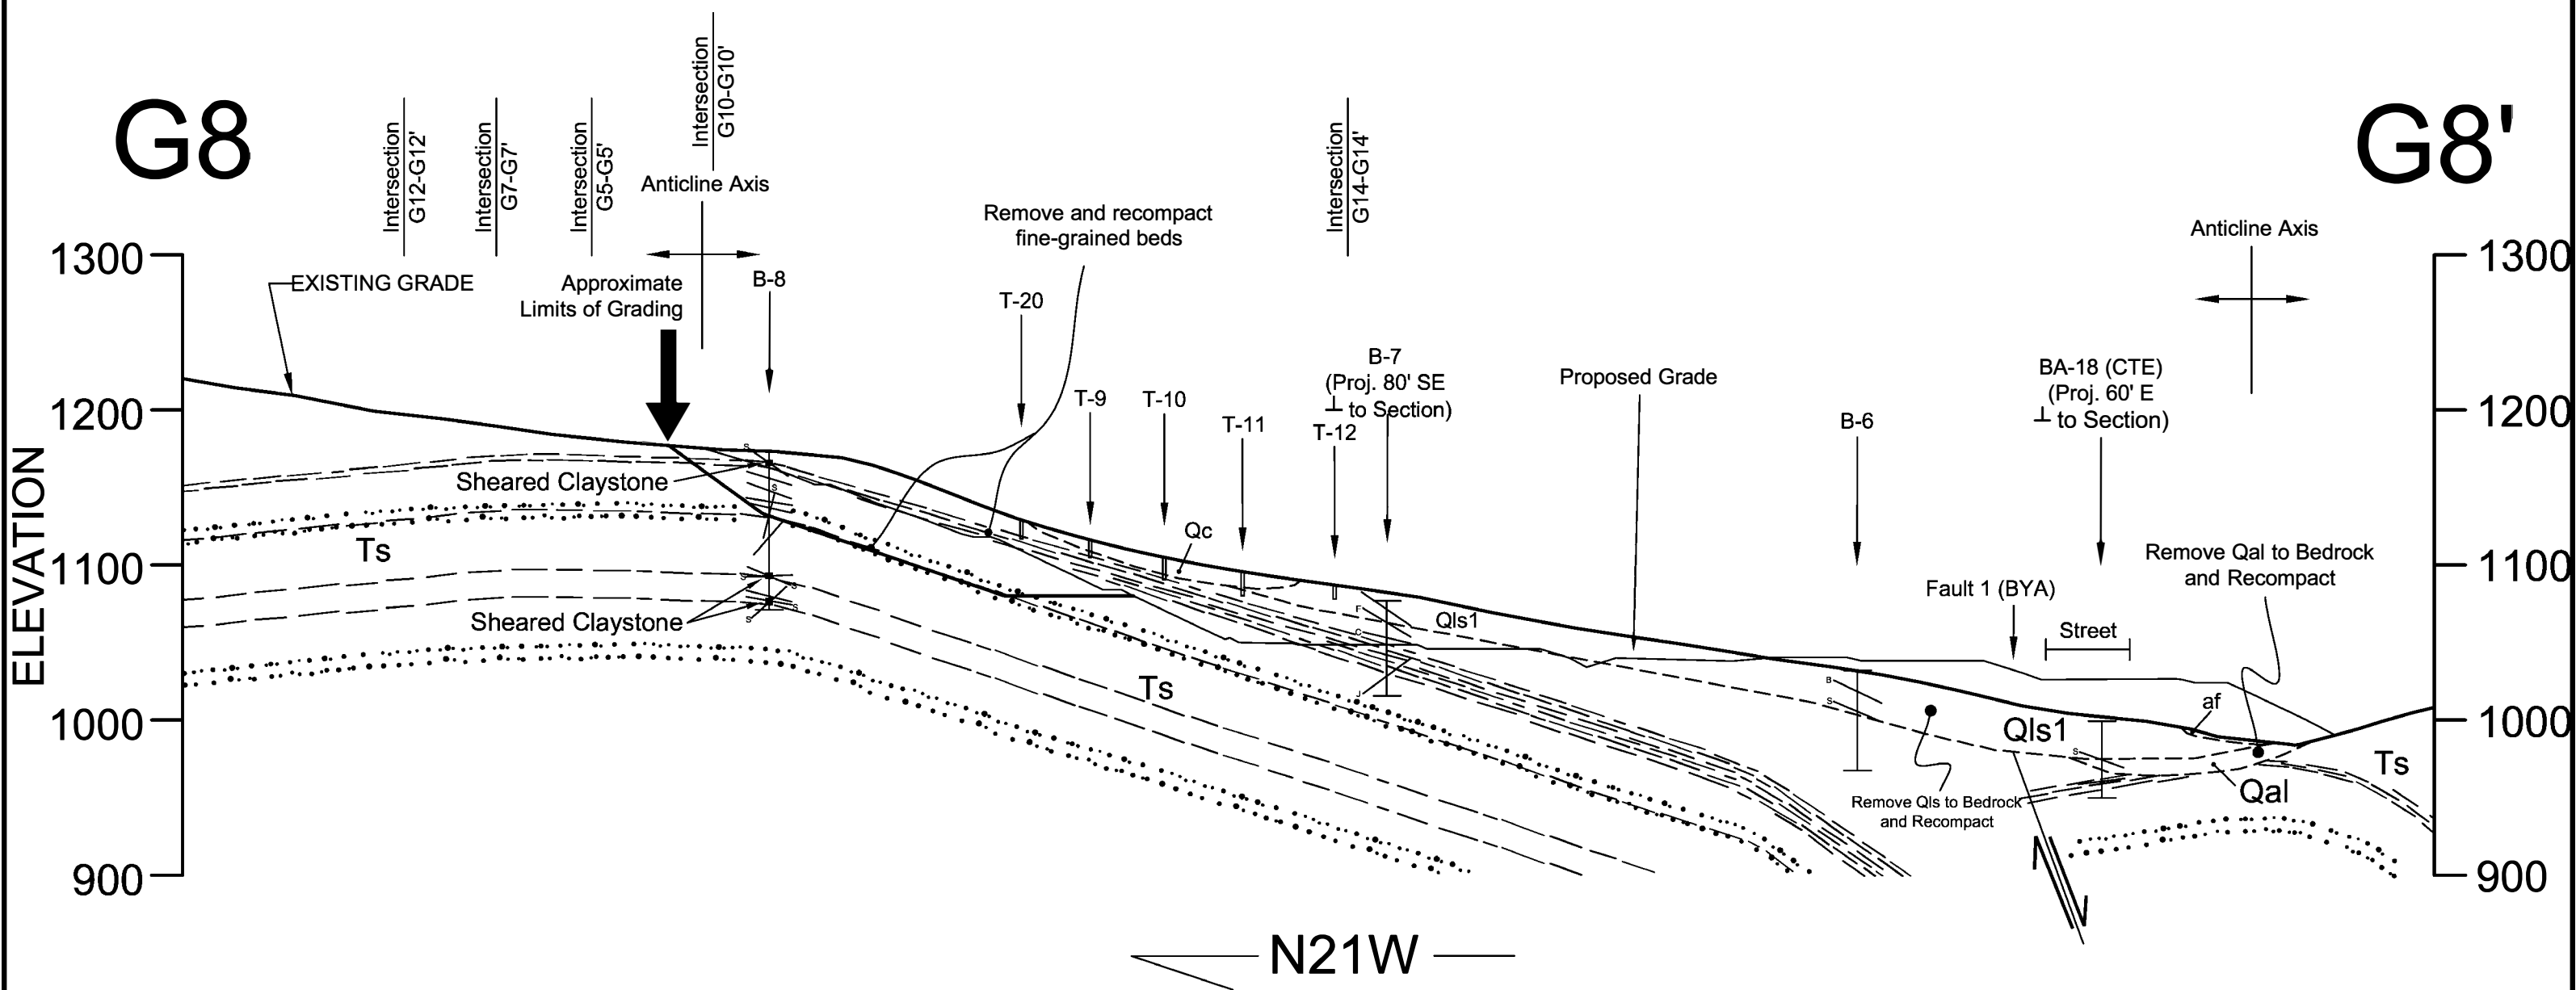 G8
G8'
Intersection
G12-G12'
Intersection
G7-G7'
Intersection
G5-G5'
Intersection
G10-G10'
Intersection
G14-G14'
Anticline Axis
Anticline Axis
Remove and recompact
fine-grained beds
1300
1200
1100
1000
900
ELEVATION
1300
1200
1100
1000
900
EXISTING GRADE
Approximate
Limits of Grading
B-8
T-20
T-9
T-10
T-11
B-7
(Proj. 80' SE
⊥ to Section)
T-12
Proposed Grade
B-6
BA-18 (CTE)
(Proj. 60' E
⊥ to Section)
Sheared Claystone
Ts
Sheared Claystone
Qc
Qls1
Ts
Fault 1 (BYA)
Street
Remove Qal to Bedrock
and Recompact
af
Qls1
Ts
Qal
Remove Qls to Bedrock
and Recompact
S
S
S
S
S
S
F
C
J
B
S
S
N21W